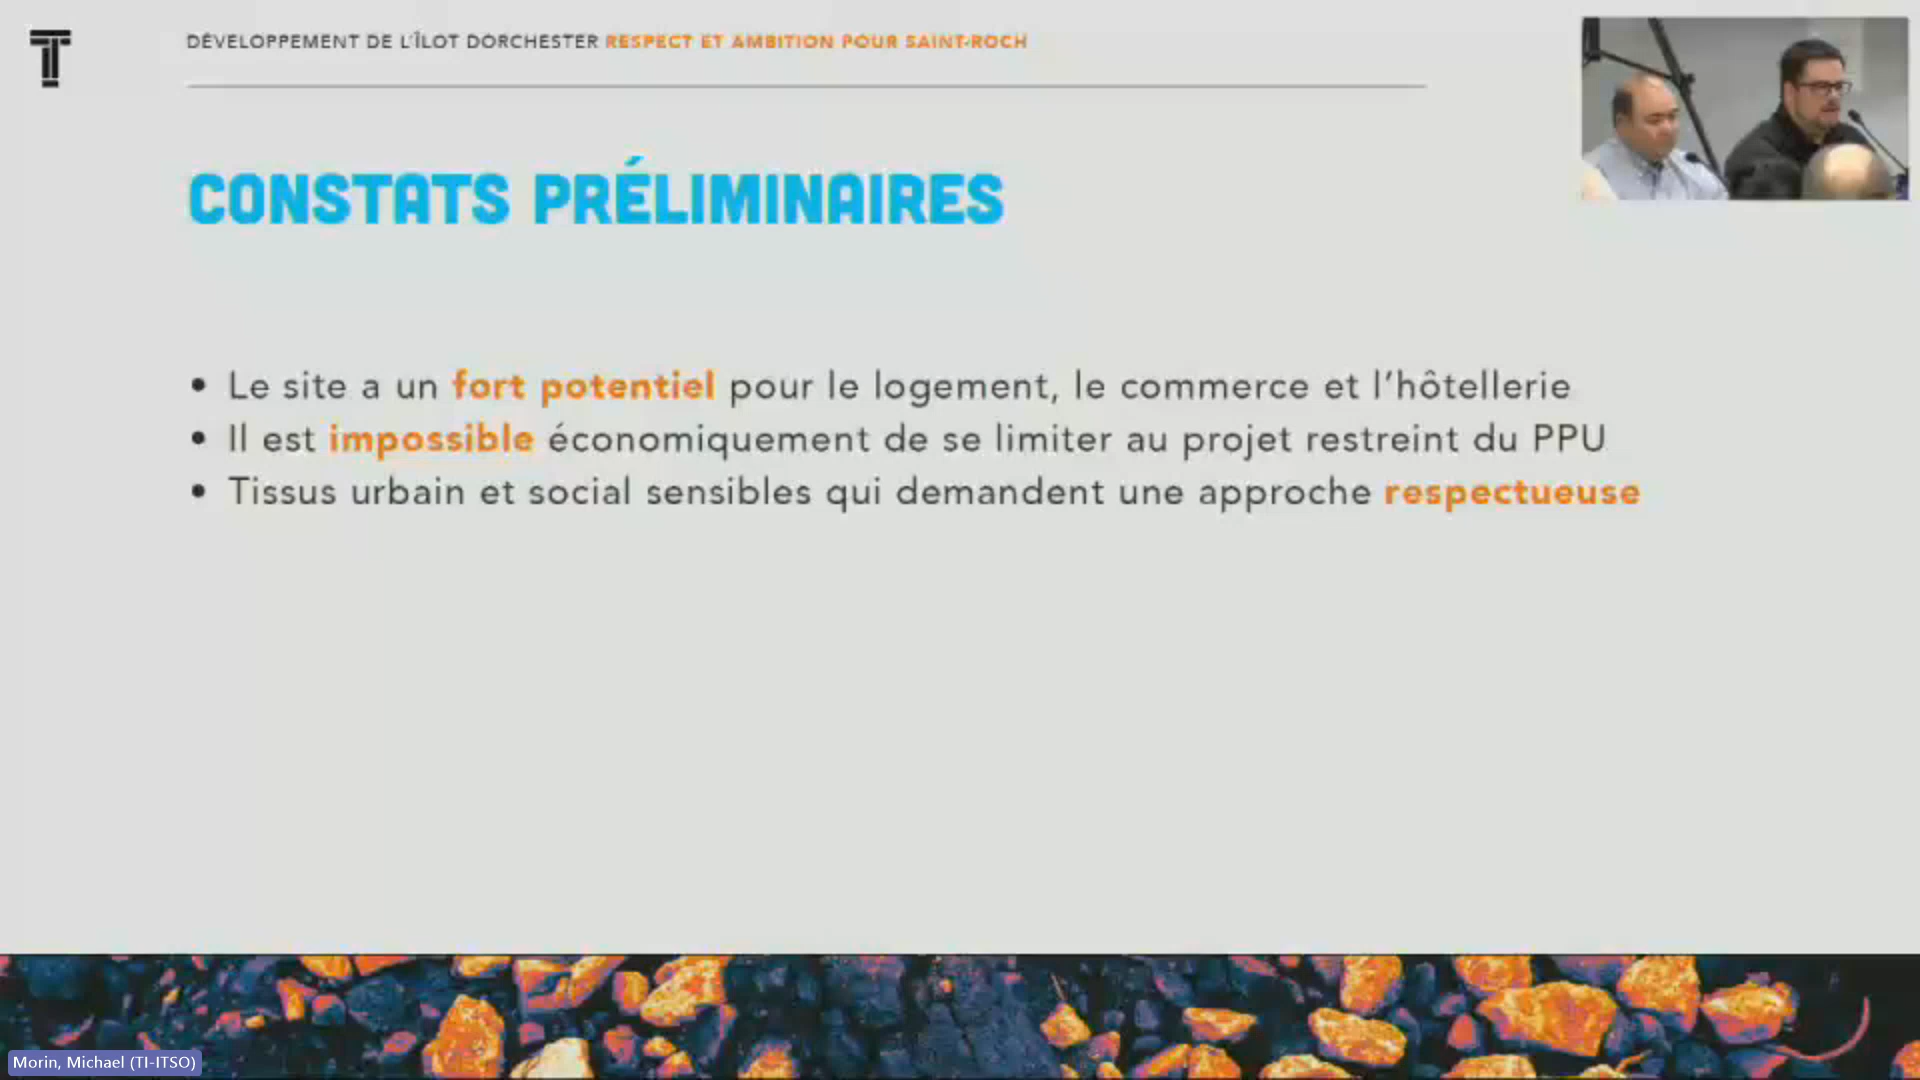 DÉVELOPPEMENT DE L'ÎLOT DORCHESTER RESPECT ET AMBITION POUR SAINT-ROCH
CONSTATS PRÉLIMINAIRES
• Le site a un fort potentiel pour le logement, le commerce et l'hôtellerie
• Il est impossible économiquement de se limiter au projet restreint du PPU
• Tissus urbain et social sensibles qui demandent une approche respectueuse
Morin, Michael (TI-ITSO)